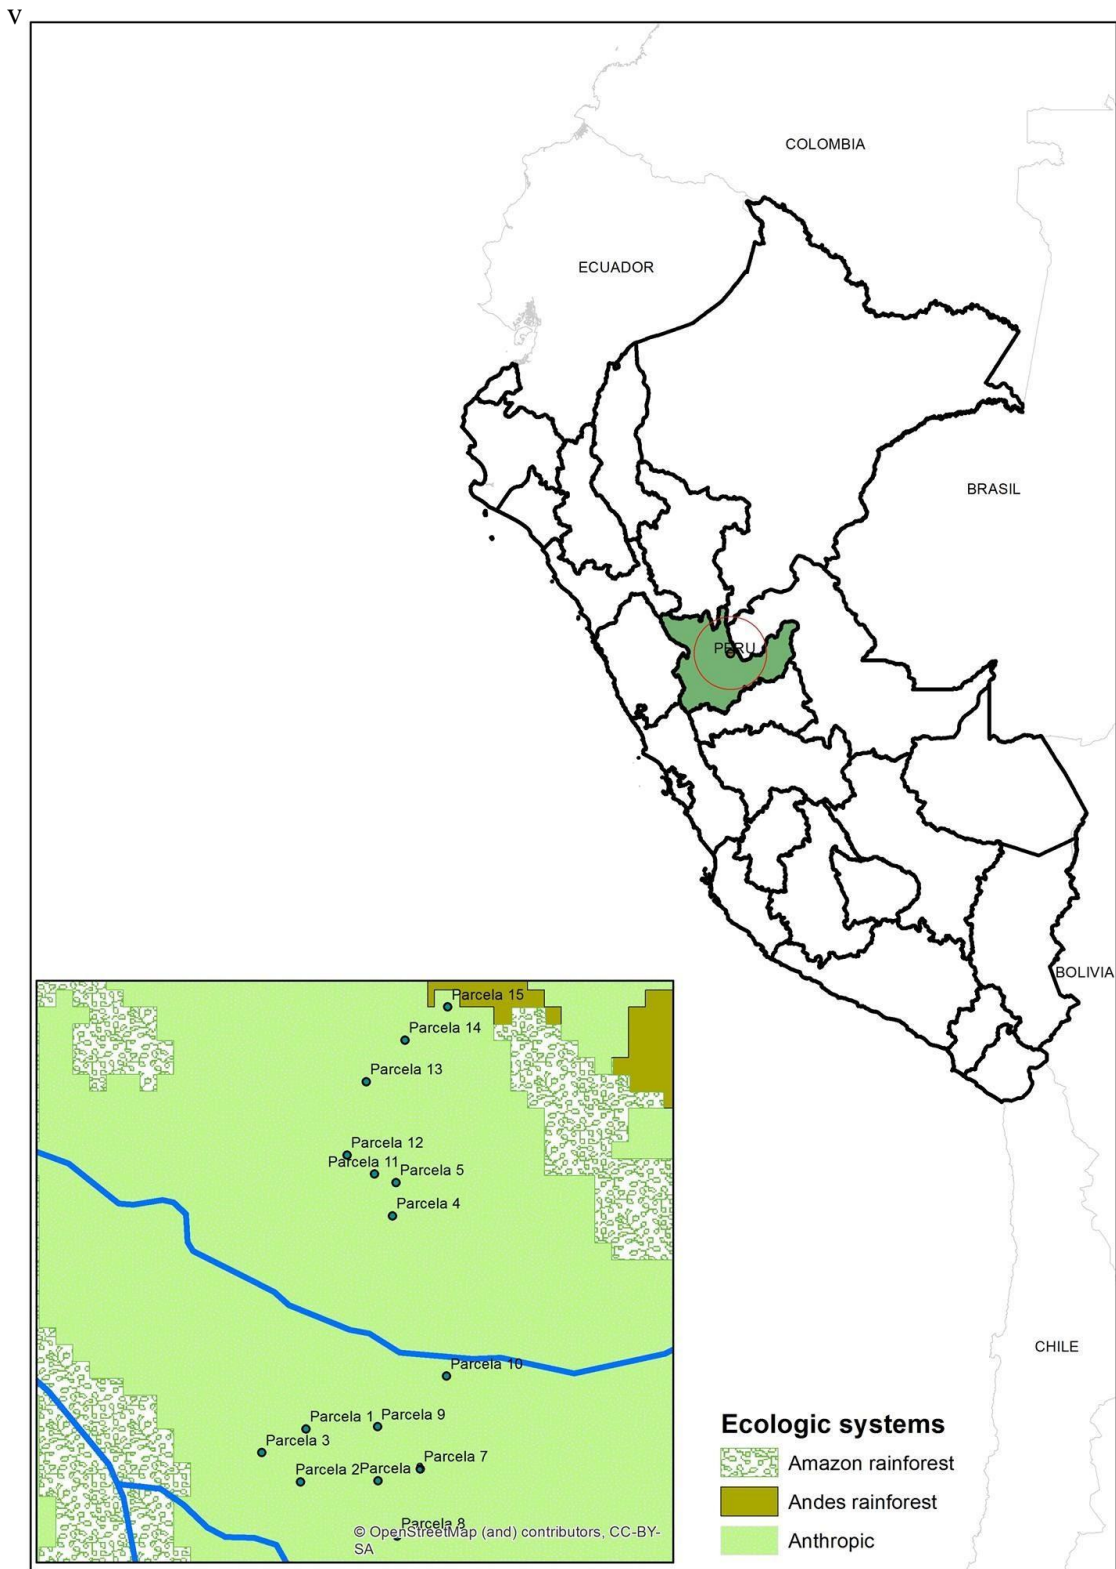 v
COLOMBIA
ECUADOR
BRASIL
PERU
BOLIVIA
CHILE
Parcela 15
Parcela 14
Parcela 13
Parcela 12
Parcela 11
Parcela 5
Parcela 4
Parcela 10
Parcela 1
Parcela 9
Parcela 3
Parcela 7
Parcela 2
Parcela
Parcela 8
© OpenStreetMap (and) contributors, CC-BY-
SA
Ecologic systems
Amazon rainforest
Andes rainforest
Anthropic